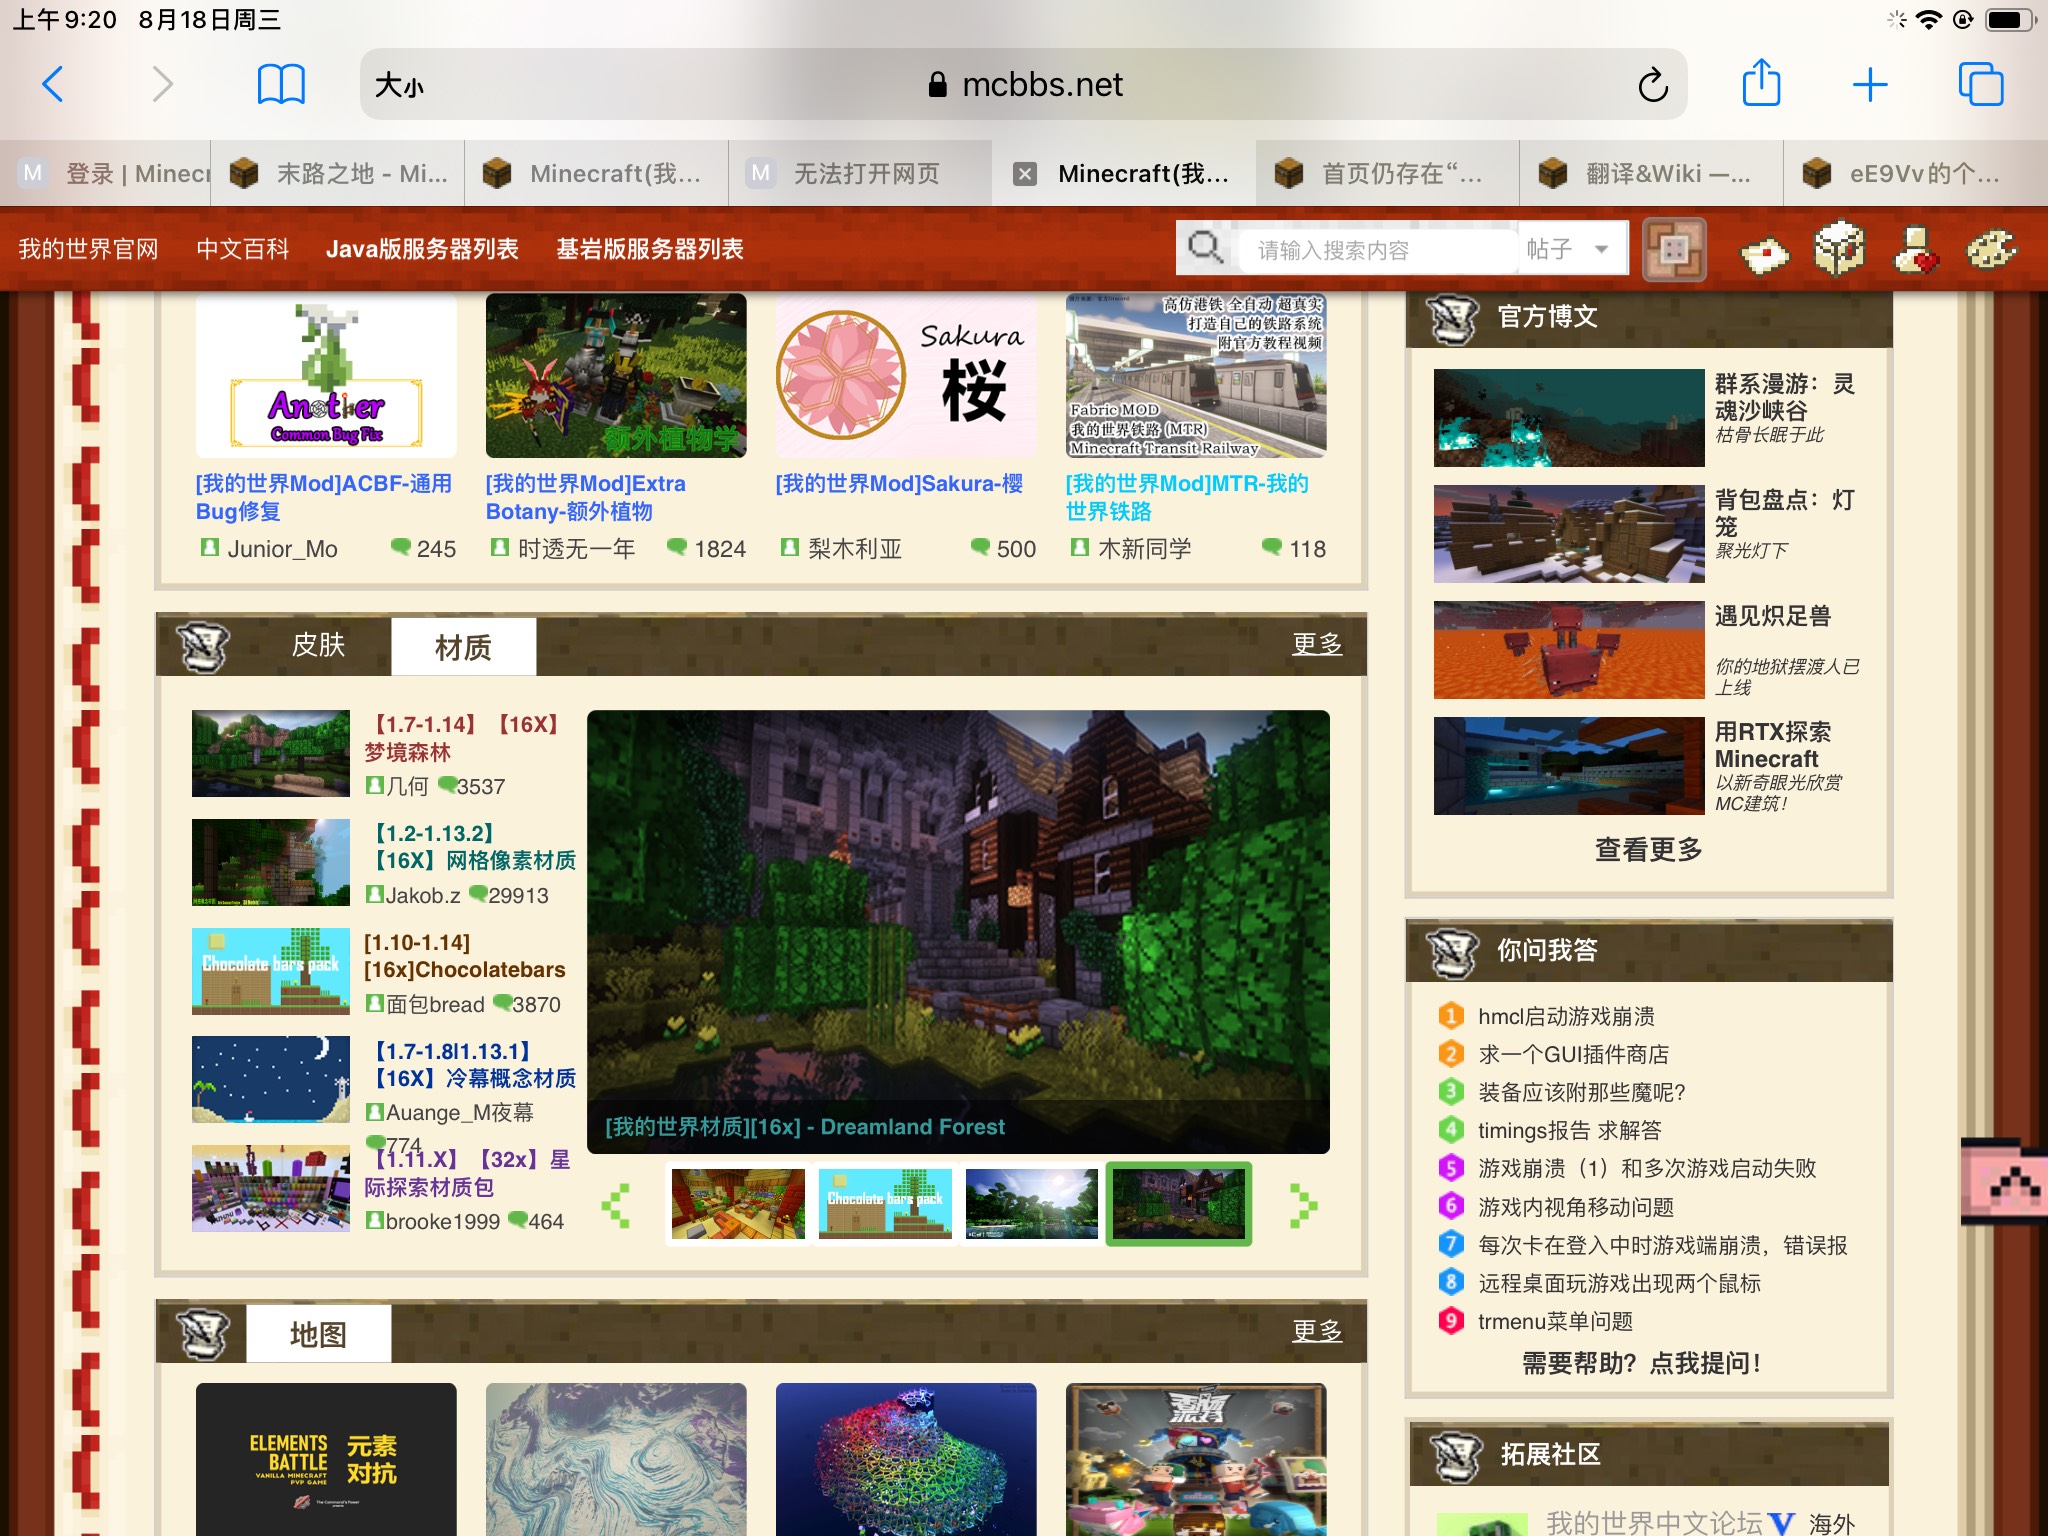 上午9:20 8月18日周三
大小
mcbbs.net
登录 | Minecr
末路之地 - Mi...
Minecraft(我...
无法打开网页
Minecraft(我...
首页仍存在“...
翻译&Wiki —...
eE9Vv的个...
我的世界官网
中文百科
Java版服务器列表
基岩版服务器列表
请输入搜索内容
帖子
Another
Common Bug Fix
[我的世界Mod]ACBF-通用
Bug修复
Junior_Mo 245
额外植物学
[我的世界Mod]Extra
Botany-额外植物
时透无一年 1824
Sakura
桜
[我的世界Mod]Sakura-樱
梨木利亚 500
高仿港铁 全自动 超真实
打造自己的铁路系统
附官方教程视频
Fabric MOD
我的世界铁路 (MTR)
Minecraft Transit Railway
[我的世界Mod]MTR-我的
世界铁路
木新同学 118
皮肤
材质
更多
【1.7-1.14】【16X】
梦境森林
几何 3537
【1.2-1.13.2】
【16X】网格像素材质
Jakob.z 29913
Chocolate bars pack
[1.10-1.14]
[16x]Chocolatebars
面包bread 3870
【1.7-1.8|1.13.1】
【16X】冷幕概念材质
Auange_M夜幕
774
【1.11.X】【32x】星
际探索材质包
brooke1999 464
[我的世界材质][16x] - Dreamland Forest
Chocolate bars pack
地图
更多
ELEMENTS
BATTLE
VANILLA MINECRAFT
PVP GAME
元素
对抗
The Command's Power
官方博文
群系漫游：灵
魂沙峡谷
枯骨长眠于此
背包盘点：灯
笼
聚光灯下
遇见炽足兽
你的地狱摆渡人已
上线
用RTX探索
Minecraft
以新奇眼光欣赏
MC建筑！
查看更多
你问我答
1 hmcl启动游戏崩溃
2 求一个GUI插件商店
3 装备应该附那些魔呢？
4 timings报告 求解答
5 游戏崩溃（1）和多次游戏启动失败
6 游戏内视角移动问题
7 每次卡在登入中时游戏端崩溃，错误报
8 远程桌面玩游戏出现两个鼠标
9 trmenu菜单问题
需要帮助？点我提问！
拓展社区
我的世界中文论坛 V 海外